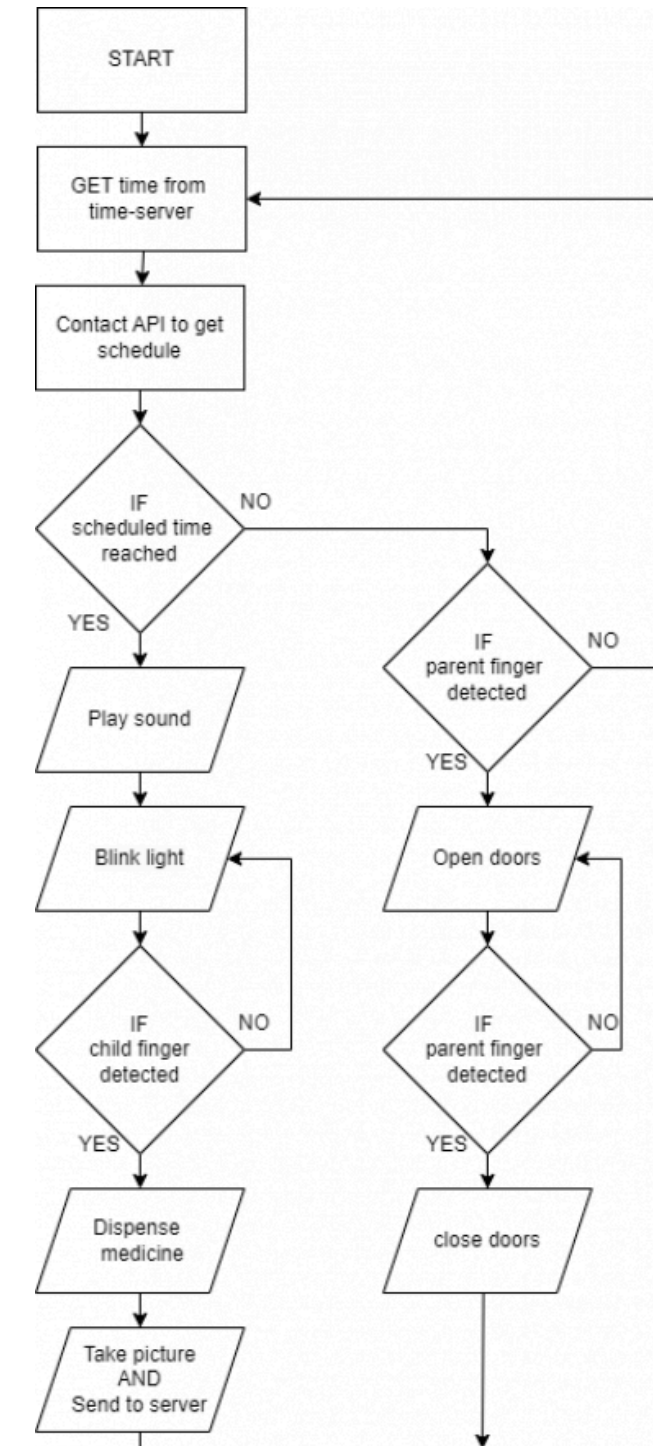 START
GET time from
time-server
Contact API to get
schedule
IF
scheduled time
reached
NO
YES
IF
parent finger
detected
NO
YES
Play sound
Blink light
Open doors
IF
child finger
detected
NO
YES
IF
parent finger
detected
NO
YES
Dispense
medicine
close doors
Take picture
AND
Send to server